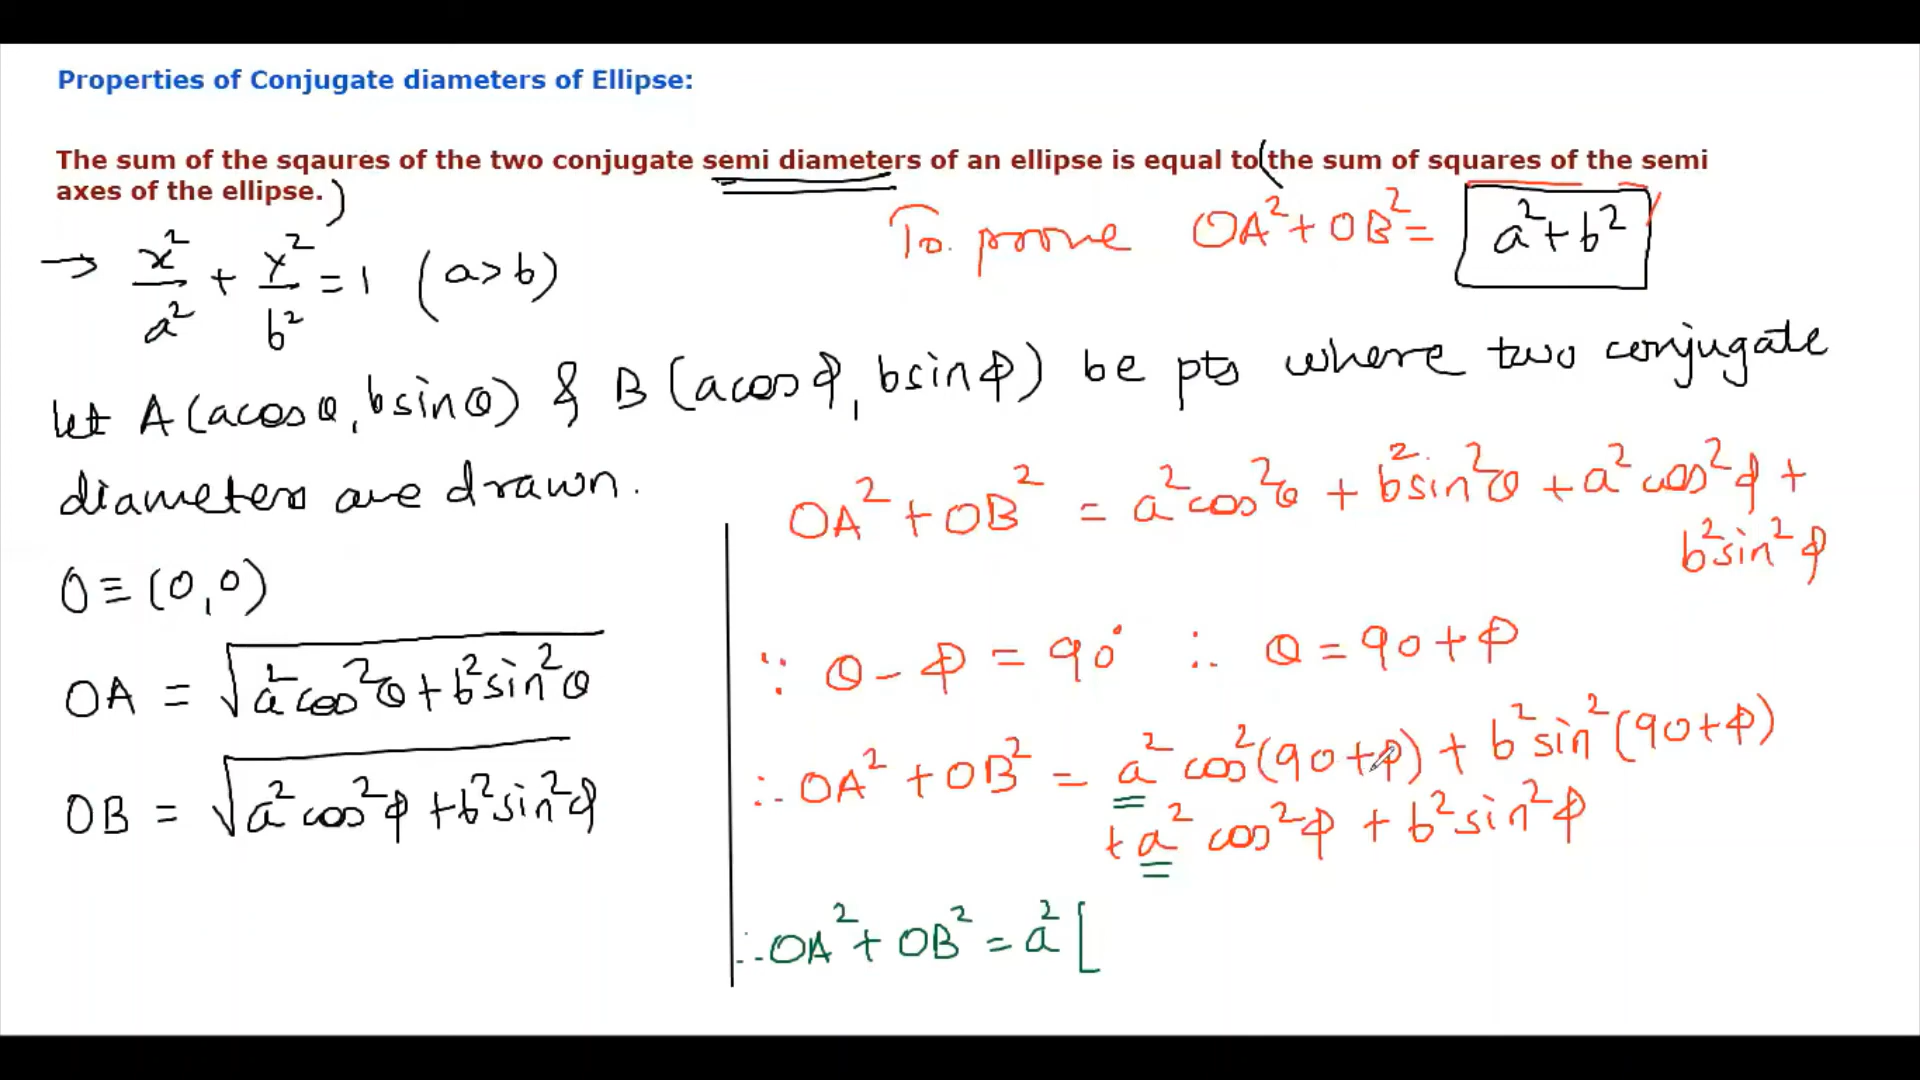 Properties of Conjugate diameters of Ellipse:
The sum of the sqaures of the two conjugate semi diameters of an ellipse is equal to (the sum of squares of the semi
axes of the ellipse. )
To prove OA² + OB² = a² + b²
→ x²/a² + y²/b² = 1 (a > b)
let A (acosθ, bsinθ) & B (acosϕ, bsinϕ) be pts where two conjugate
diameters are drawn.
O ≡ (0,0)
OA = √(a²cos²θ + b²sin²θ)
OB = √(a²cos²ϕ + b²sin²ϕ)
OA² + OB² = a²cos²θ + b²sin²θ + a²cos²ϕ +
b²sin²ϕ
∵ θ - ϕ = 90° ∴ θ = 90 + ϕ
∴ OA² + OB² = a²cos²(90+ϕ) + b²sin²(90+ϕ)
+ a²cos²ϕ + b²sin²ϕ
∴ OA² + OB² = a² [